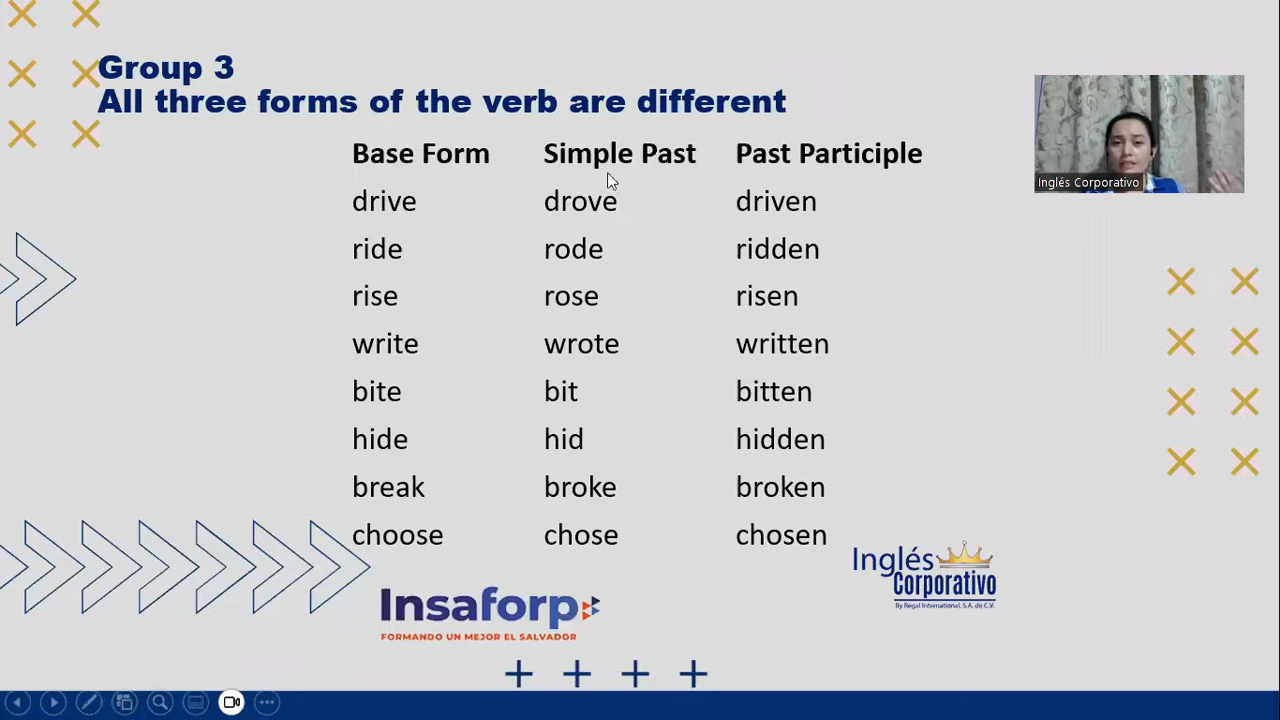 Group 3
All three forms of the verb are different
Base Form Simple Past Past Participle
drive drove driven
ride rode ridden
rise rose risen
write wrote written
bite bit bitten
hide hid hidden
break broke broken
choose chose chosen
Inglés Corporativo
Inglés
Corporativo
By Regal International, S.A. de C.V.
Insaforp
FORMANDO UN MEJOR EL SALVADOR